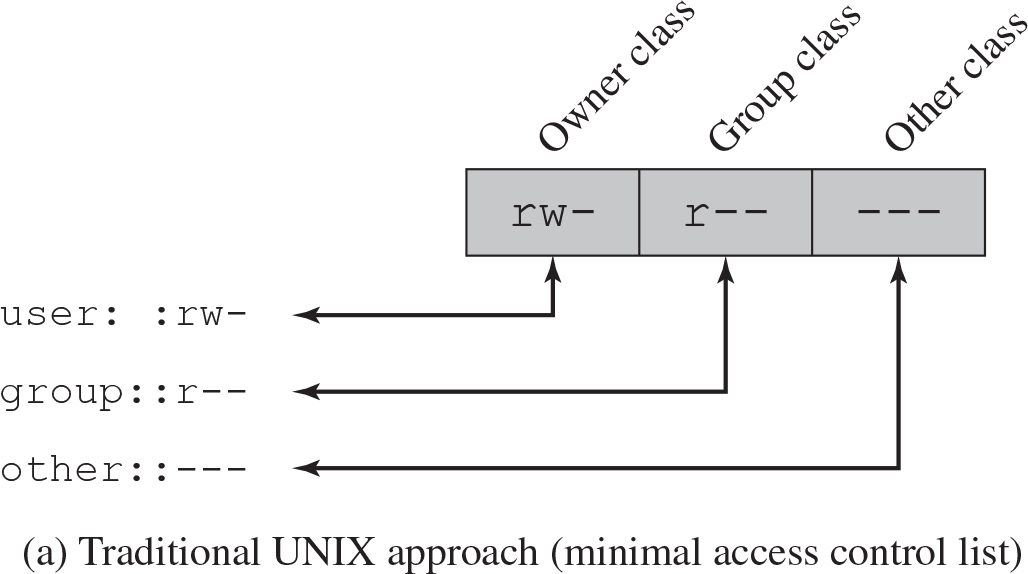 Owner class
Group class
Other class
rw- r-- ---
user: :rw-
group::r--
other::---
(a) Traditional UNIX approach (minimal access control list)